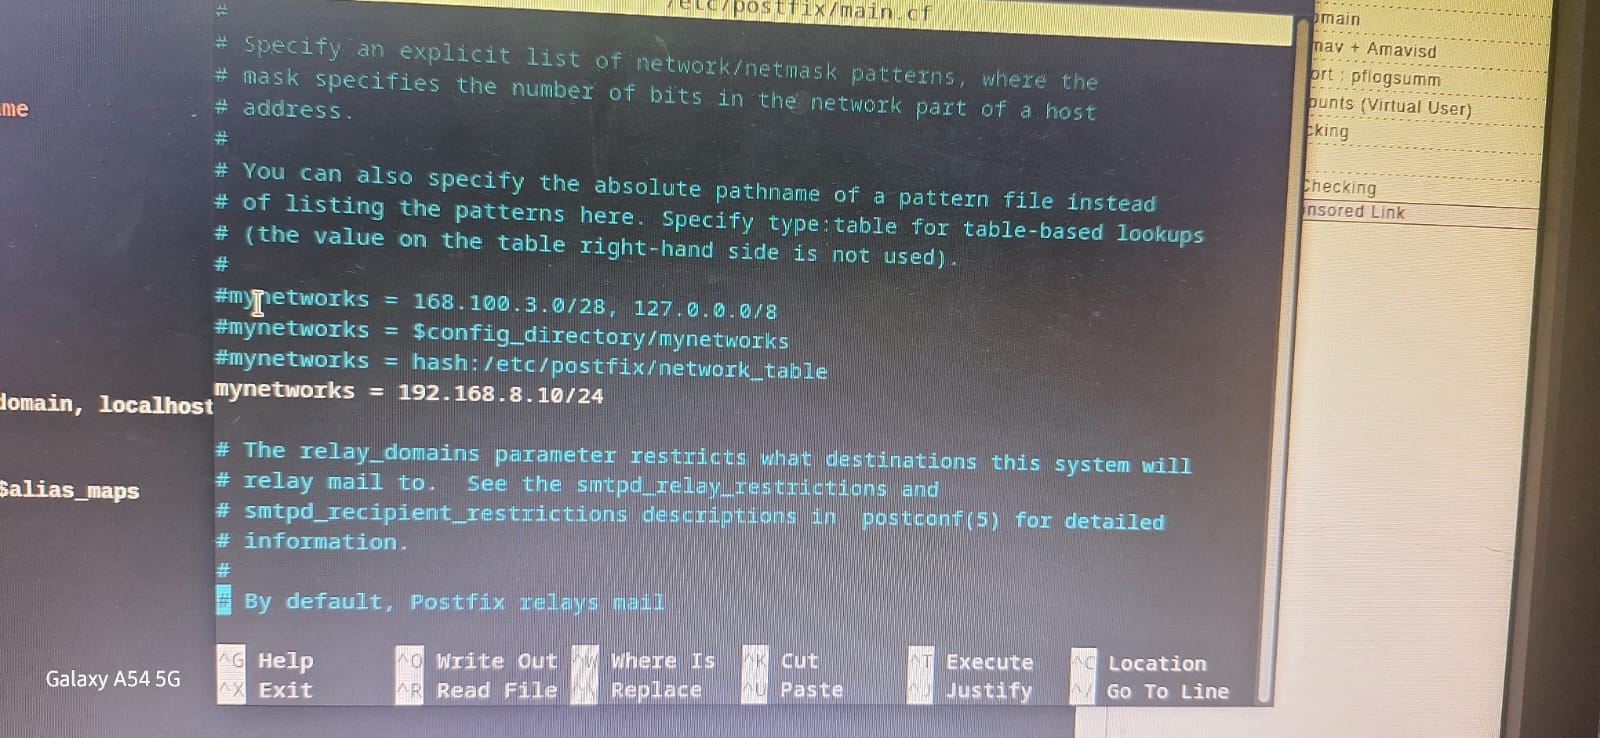 /etc/postfix/main.cf
#
# Specify an explicit list of network/netmask patterns, where the
# mask specifies the number of bits in the network part of a host
# address.
#
# You can also specify the absolute pathname of a pattern file instead
# of listing the patterns here. Specify type:table for table-based lookups
# (the value on the table right-hand side is not used).
#
#mynetworks = 168.100.3.0/28, 127.0.0.0/8
#mynetworks = $config_directory/mynetworks
#mynetworks = hash:/etc/postfix/network_table
mynetworks = 192.168.8.10/24
# The relay_domains parameter restricts what destinations this system will
# relay mail to.  See the smtpd_relay_restrictions and
# smtpd_recipient_restrictions descriptions in  postconf(5) for detailed
# information.
#
# By default, Postfix relays mail
^G Help ^O Write Out ^W Where Is ^K Cut ^T Execute ^C Location
^X Exit ^R Read File ^\ Replace ^U Paste ^J Justify ^/ Go To Line
me
domain, localhost
$alias_maps
Galaxy A54 5G
omain
mav + Amavisd
ort : pflogsumm
ounts (Virtual User)
cking
Checking
nsored Link